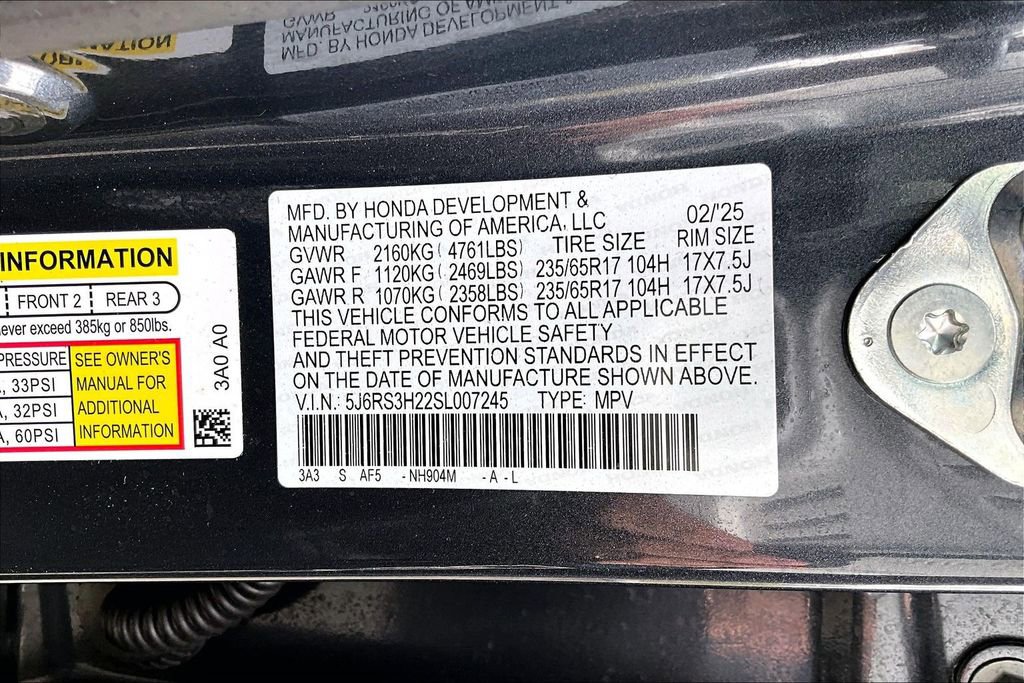 INFORMATION
FRONT 2 REAR 3
ever exceed 385kg or 850lbs.
PRESSURE
33PSI
32PSI
60PSI
SEE OWNER'S
MANUAL FOR
ADDITIONAL
INFORMATION
3A0 A0
MFD. BY HONDA DEVELOPMENT &
MANUFACTURING OF AMERICA, LLC 02/'25
GVWR 2160KG( 4761LBS) TIRE SIZE RIM SIZE
GAWR F 1120KG( 2469LBS) 235/65R17 104H 17X7.5J
GAWR R 1070KG( 2358LBS) 235/65R17 104H 17X7.5J
THIS VEHICLE CONFORMS TO ALL APPLICABLE
FEDERAL MOTOR VEHICLE SAFETY
AND THEFT PREVENTION STANDARDS IN EFFECT
ON THE DATE OF MANUFACTURE SHOWN ABOVE.
V.I.N.: 5J6RS3H22SL007245 TYPE: MPV
3A3 S AF5 -NH904M -A-L